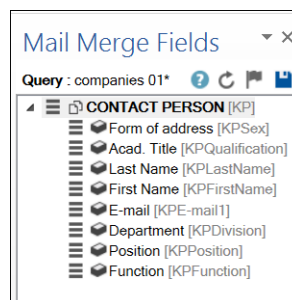 Mail Merge Fields
Query : companies 01*
CONTACT PERSON [KP]
Form of address [KPSex]
Acad. Title [KPQualification]
Last Name [KPLastName]
First Name [KPFirstName]
E-mail [KPE-mail1]
Department [KPDivision]
Position [KPPosition]
Function [KPFunction]